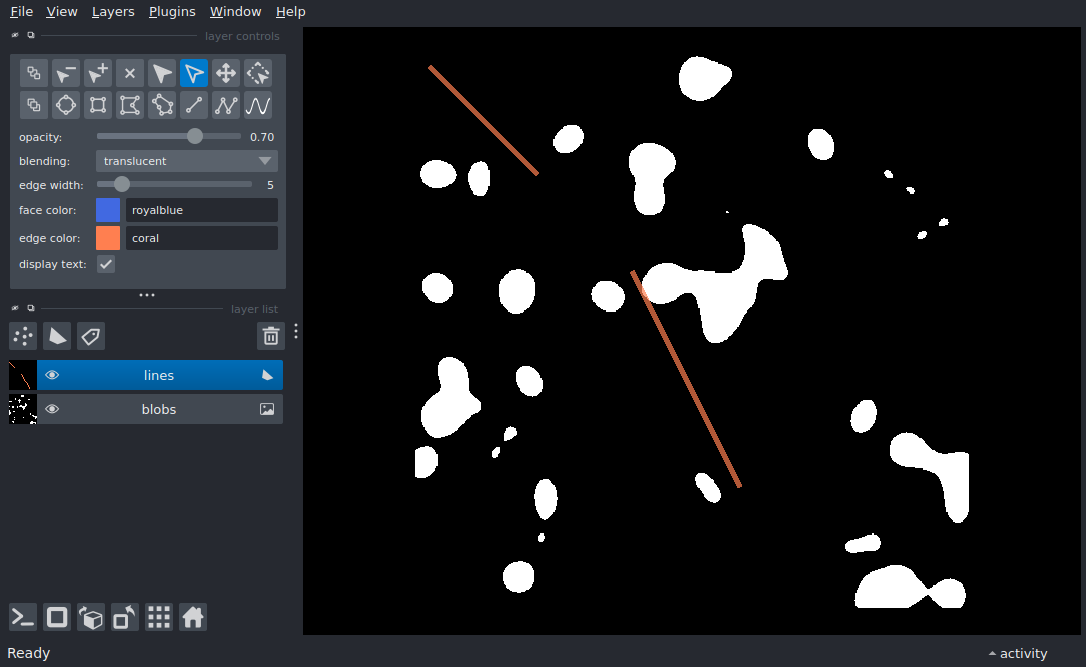 File View Layers Plugins Window Help
layer controls
opacity: 0.70
blending: translucent
edge width: 5
face color: royalblue
edge color: coral
display text:
layer list
lines
blobs
Ready activity